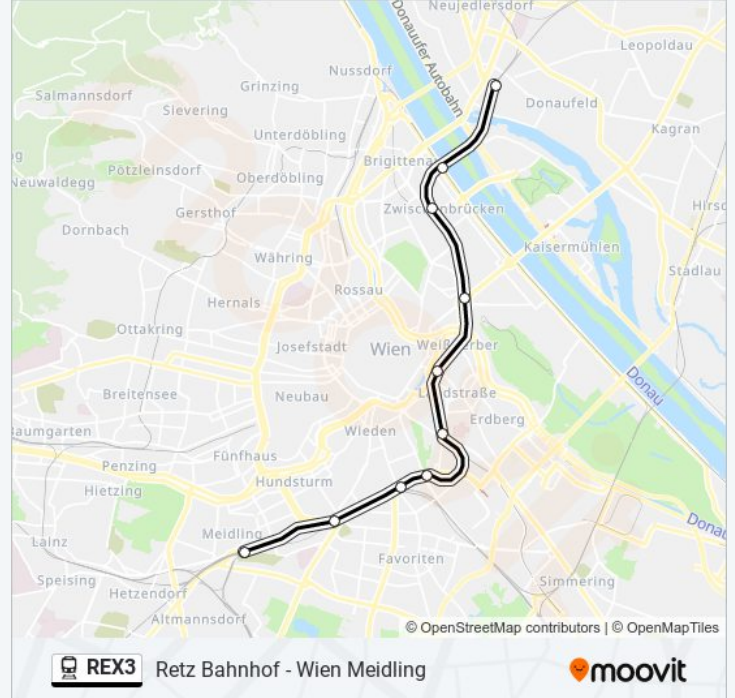 Neujedlersdorf
Leopoldau
Donauufer Autobahn
Nussdorf
Grinzing
Salmannsdorf
Sievering
Donaufeld
Kagran
Unterdöbling
Brigittenau
Pötzleinsdorf
Oberdöbling
Neuwaldegg
Gersthof
Zwischenbrücken
Dornbach
Kaisermühlen
Währing
Stadlau
Rossau
Hernals
Ottakring
Josefstadt
Wien
Weißgerber
Donau
Breitensee
Neubau
Landstraße
Erdberg
Baumgarten
Wieden
Fünfhaus
Penzing
Hundsturm
Hietzing
Meidling
Lainz
Favoriten
Speising
Hetzendorf
Simmering
Altmannsdorf
© OpenStreetMap contributors | © OpenMapTiles
REX3 Retz Bahnhof - Wien Meidling
moovit